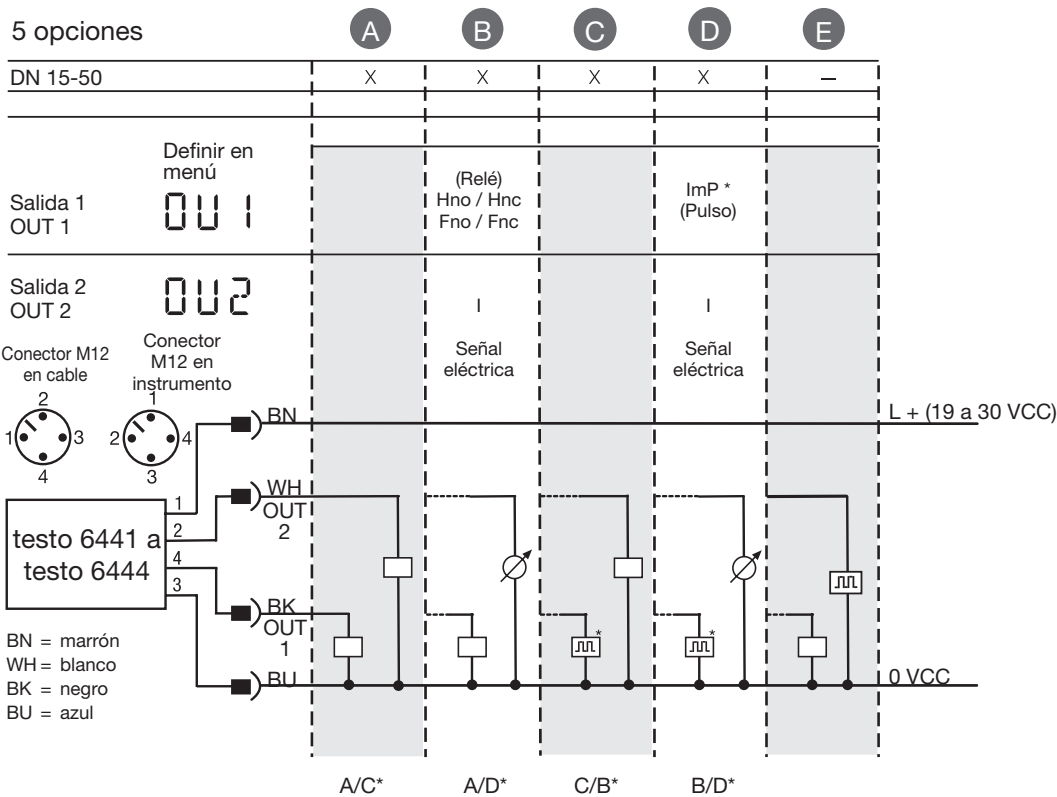 5 opciones
A B C D E
DN 15-50 X X X X –
Definir en
menú
Salida 1
OUT 1
OU1
(Relé)
Hno / Hnc
Fno / Fnc
ImP *
(Pulso)
Salida 2
OUT 2
OU2
I
Señal
eléctrica
I
Señal
eléctrica
Conector M12
en cable
2
1 3
4
Conector
M12 en
instrumento
1
2 4
3
BN
L + (19 a 30 VCC)
WH
OUT
2
testo 6441 a
testo 6444
1
2
4
3
BK
OUT
1
*
*
BU
0 VCC
BN = marrón
WH = blanco
BK = negro
BU = azul
A/C* A/D* C/B* B/D*